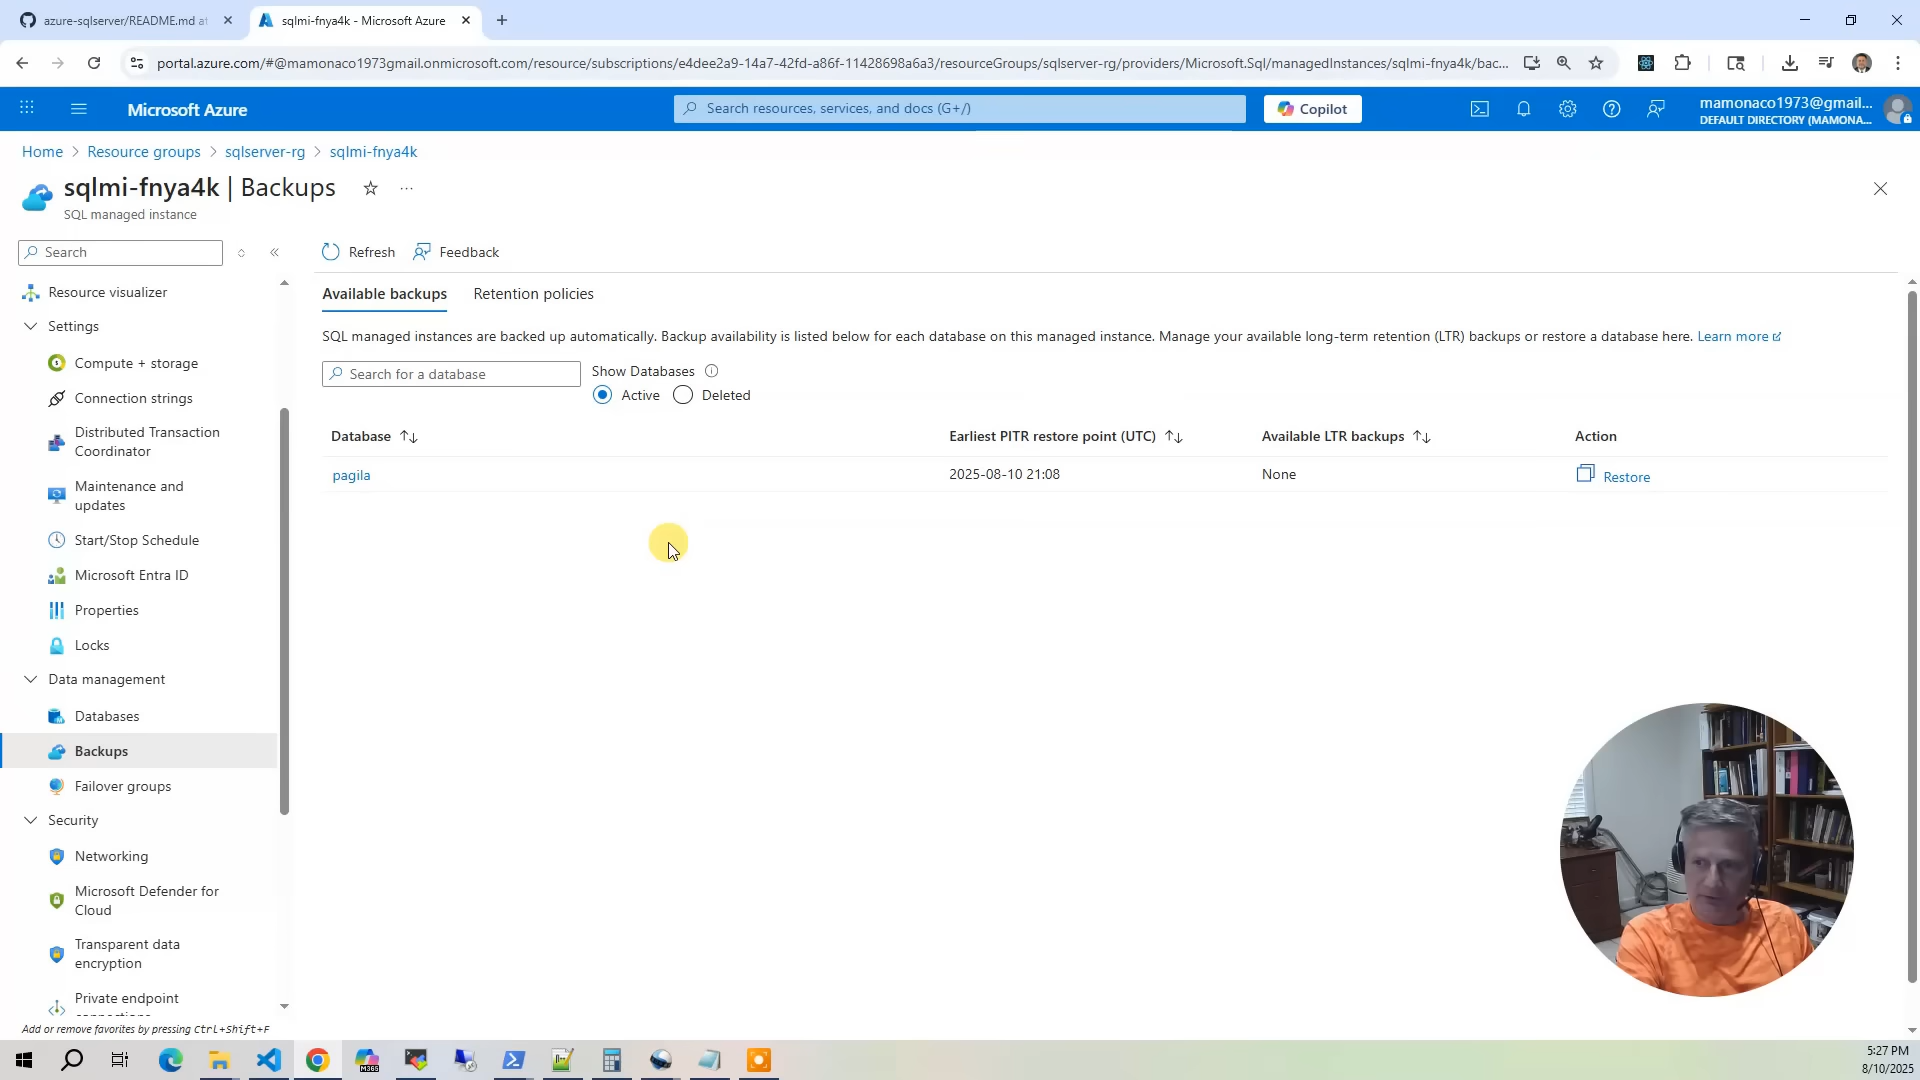 azure-sqlserver/README.md at
sqlmi-fnya4k - Microsoft Azure
portal.azure.com/#@mamonaco1973gmail.onmicrosoft.com/resource/subscriptions/e4dee2a9-14a7-42fd-a86f-11428698a6a3/resourceGroups/sqlserver-rg/providers/Microsoft.Sql/managedInstances/sqlmi-fnya4k/bac...
Microsoft Azure
Search resources, services, and docs (G+/)
Copilot
mamonaco1973@gmail...
DEFAULT DIRECTORY (MAMONA...
Home > Resource groups > sqlserver-rg > sqlmi-fnya4k
sqlmi-fnya4k | Backups
SQL managed instance
Search
Refresh
Feedback
Resource visualizer
Settings
Compute + storage
Connection strings
Distributed Transaction
Coordinator
Maintenance and
updates
Start/Stop Schedule
Microsoft Entra ID
Properties
Locks
Data management
Databases
Backups
Failover groups
Security
Networking
Microsoft Defender for
Cloud
Transparent data
encryption
Private endpoint
Add or remove favorites by pressing Ctrl+Shift+F
Available backups
Retention policies
SQL managed instances are backed up automatically. Backup availability is listed below for each database on this managed instance. Manage your available long-term retention (LTR) backups or restore a database here. Learn more
Search for a database
Show Databases
Active
Deleted
Database
Earliest PITR restore point (UTC)
Available LTR backups
Action
pagila
2025-08-10 21:08
None
Restore
M365
5:27 PM
8/10/2025